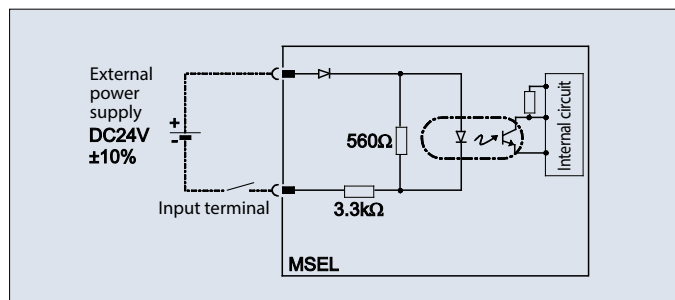 External
power
supply
DC24V
±10%
+
-
Input terminal
560Ω
3.3kΩ
Internal circuit
MSEL